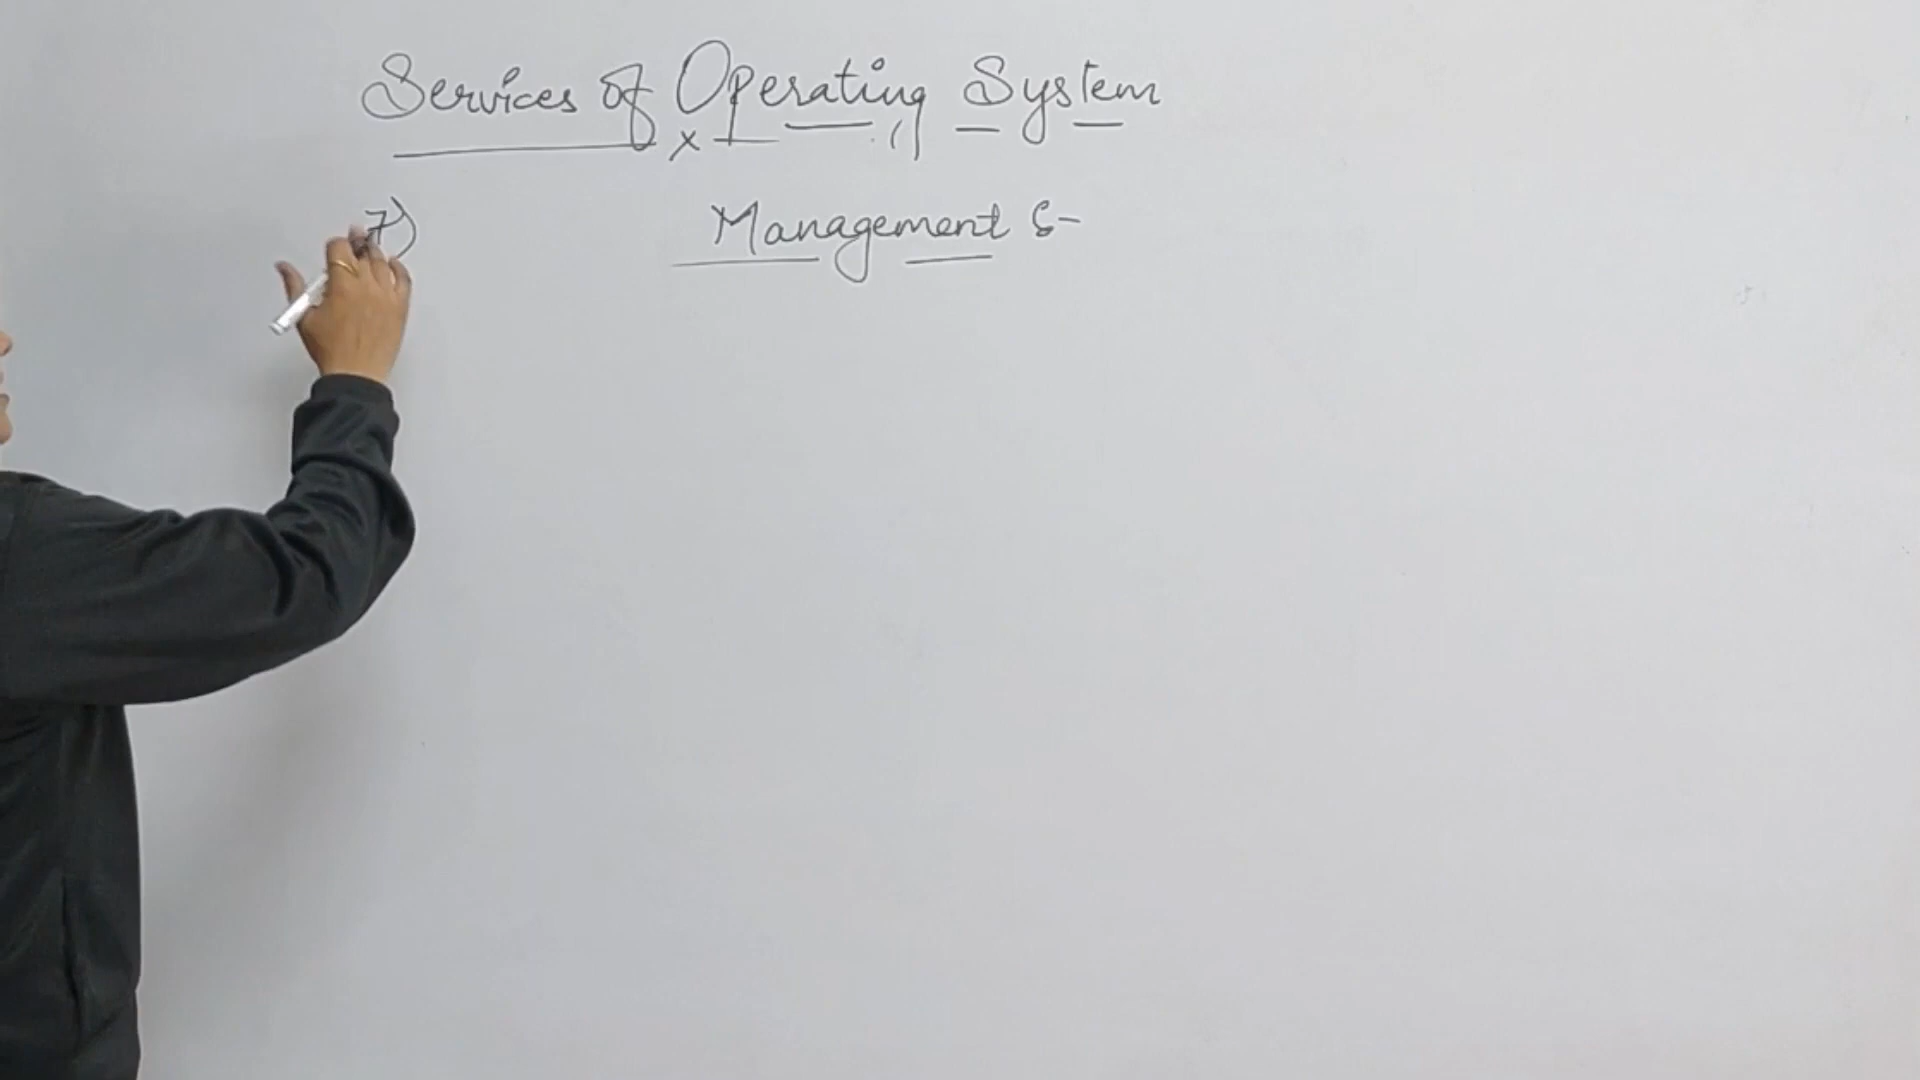 Services of Operating System
7) Management :-